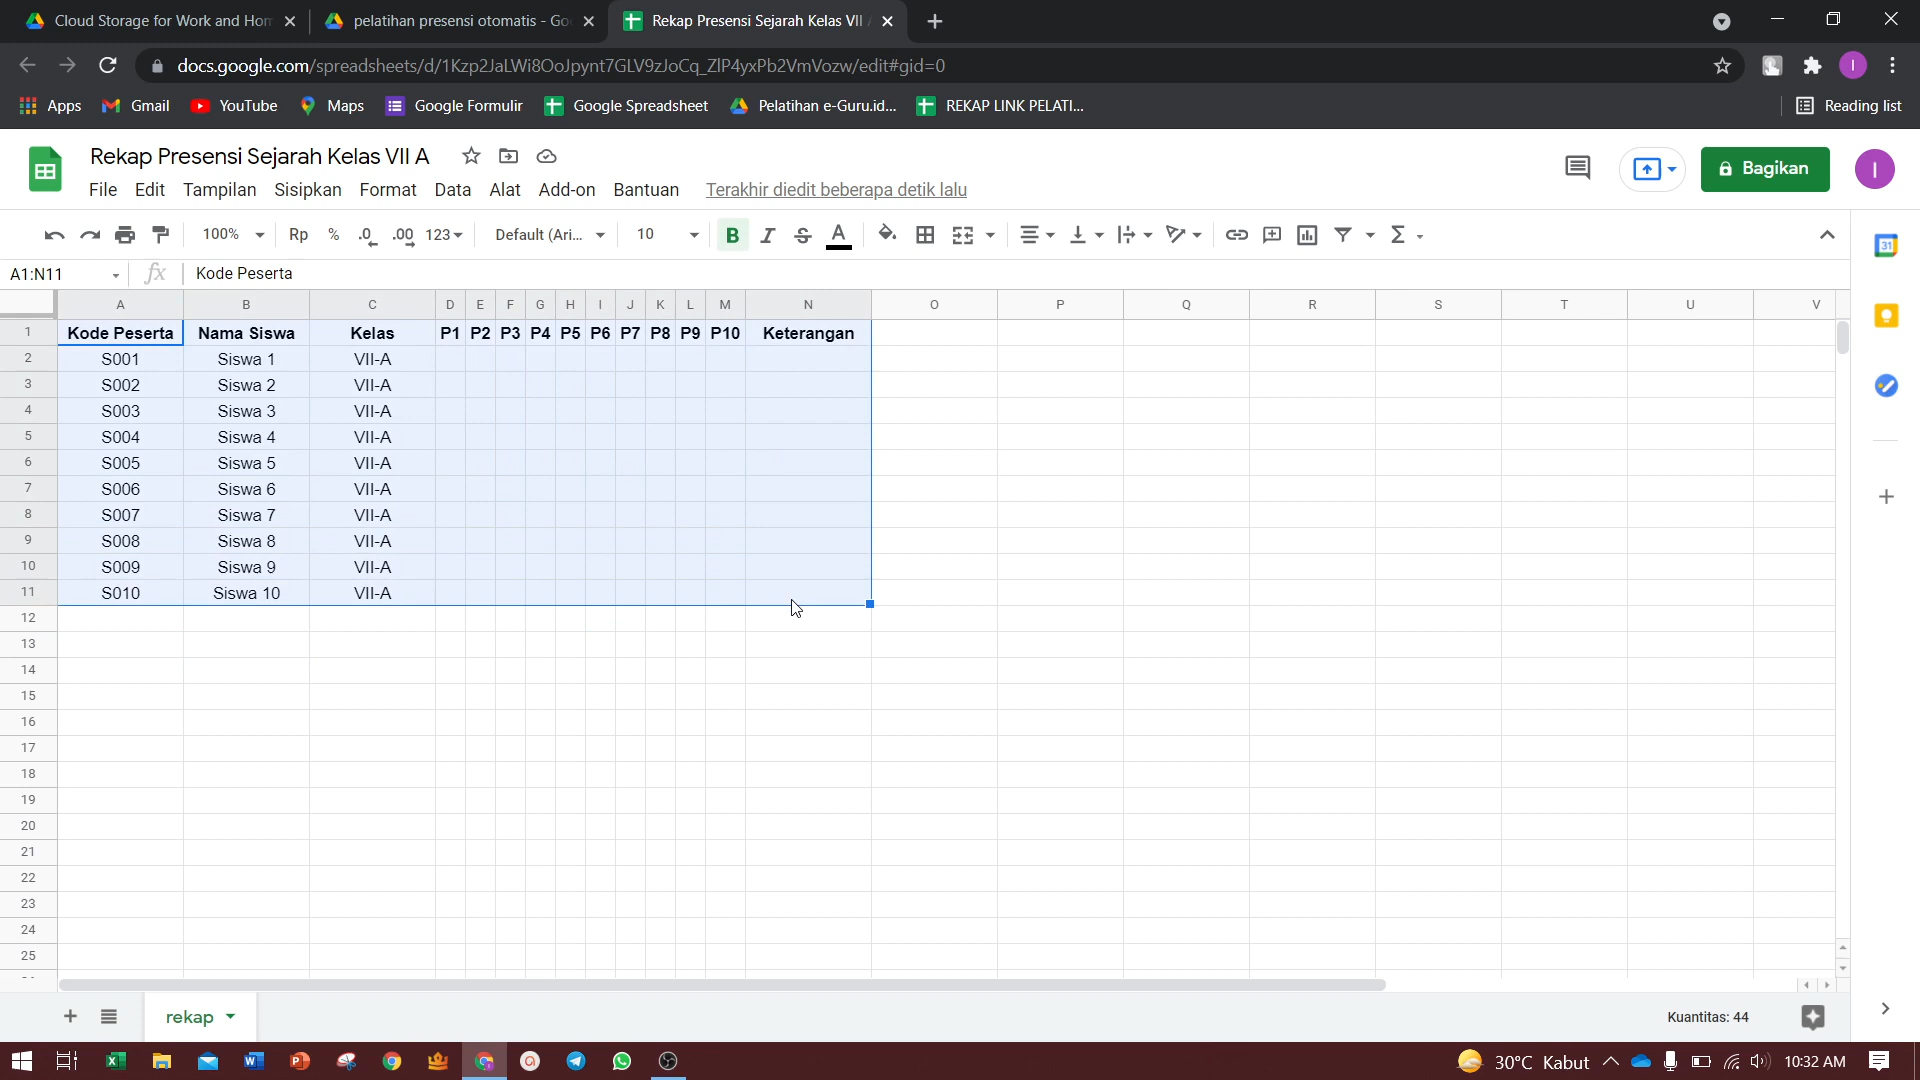 Cloud Storage for Work and Hom
pelatihan presensi otomatis - Goo
Rekap Presensi Sejarah Kelas VII A
docs.google.com/spreadsheets/d/1Kzp2JaLWi8OoJpynt7GLV9zJoCq_ZlP4yxPb2VmVozw/edit#gid=0
Apps Gmail YouTube Maps Google Formulir Google Spreadsheet Pelatihan e-Guru.id... REKAP LINK PELATI... Reading list
Rekap Presensi Sejarah Kelas VII A
Bagikan
File Edit Tampilan Sisipkan Format Data Alat Add-on Bantuan Terakhir diedit beberapa detik lalu
100% Rp % .0 .00 123 Default (Ari... 10 B I S A
A1:N11 fx Kode Peserta
A B C D E F G H I J K L M N O P Q R S T U V
1 Kode Peserta Nama Siswa Kelas P1 P2 P3 P4 P5 P6 P7 P8 P9 P10 Keterangan
2 S001 Siswa 1 VII-A
3 S002 Siswa 2 VII-A
4 S003 Siswa 3 VII-A
5 S004 Siswa 4 VII-A
6 S005 Siswa 5 VII-A
7 S006 Siswa 6 VII-A
8 S007 Siswa 7 VII-A
9 S008 Siswa 8 VII-A
10 S009 Siswa 9 VII-A
11 S010 Siswa 10 VII-A
12
13
14
15
16
17
18
19
20
21
22
23
24
25
rekap
Kuantitas: 44
30°C Kabut
10:32 AM